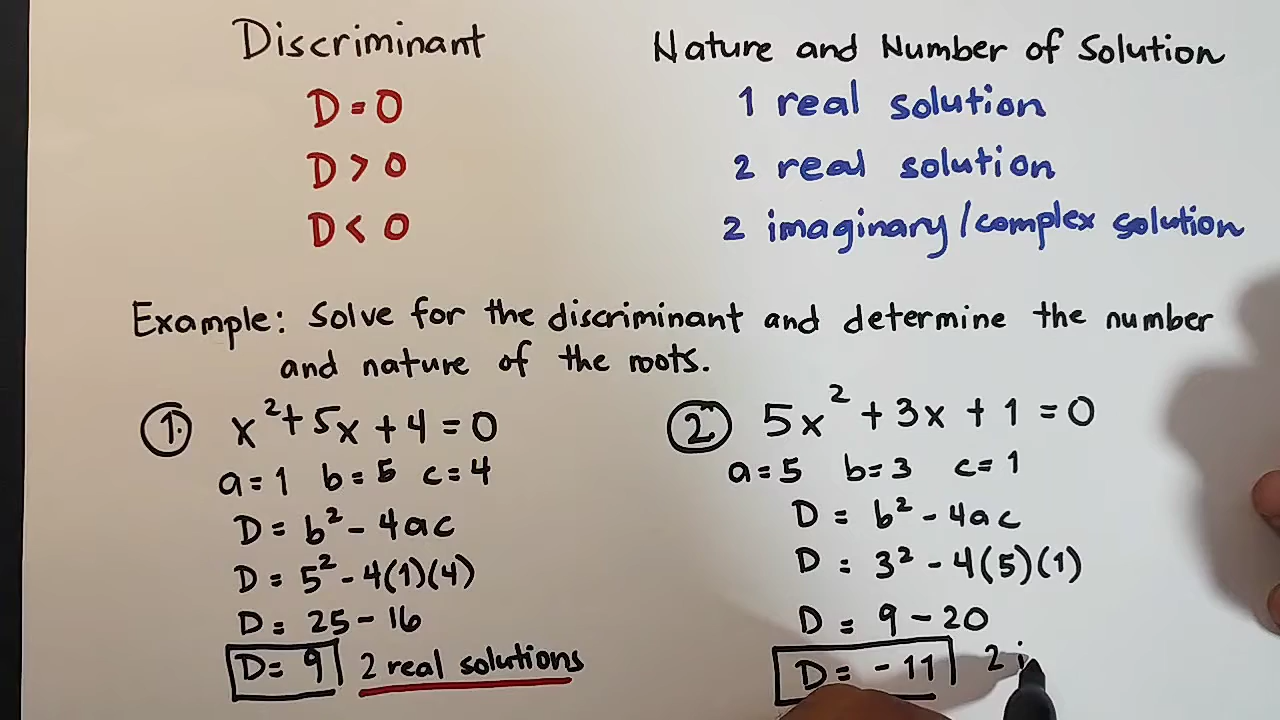 Discriminant
Nature and Number of Solution
D = 0
1 real solution
D > 0
2 real solution
D < 0
2 imaginary/complex solution
Example: Solve for the discriminant and determine the number
and nature of the roots.
1. x² + 5x + 4 = 0
a = 1 b = 5 c = 4
D = b² - 4ac
D = 5² - 4(1)(4)
D = 25 - 16
D = 9 2 real solutions
2. 5x² + 3x + 1 = 0
a = 5 b = 3 c = 1
D = b² - 4ac
D = 3² - 4(5)(1)
D = 9 - 20
D = -11 2 i